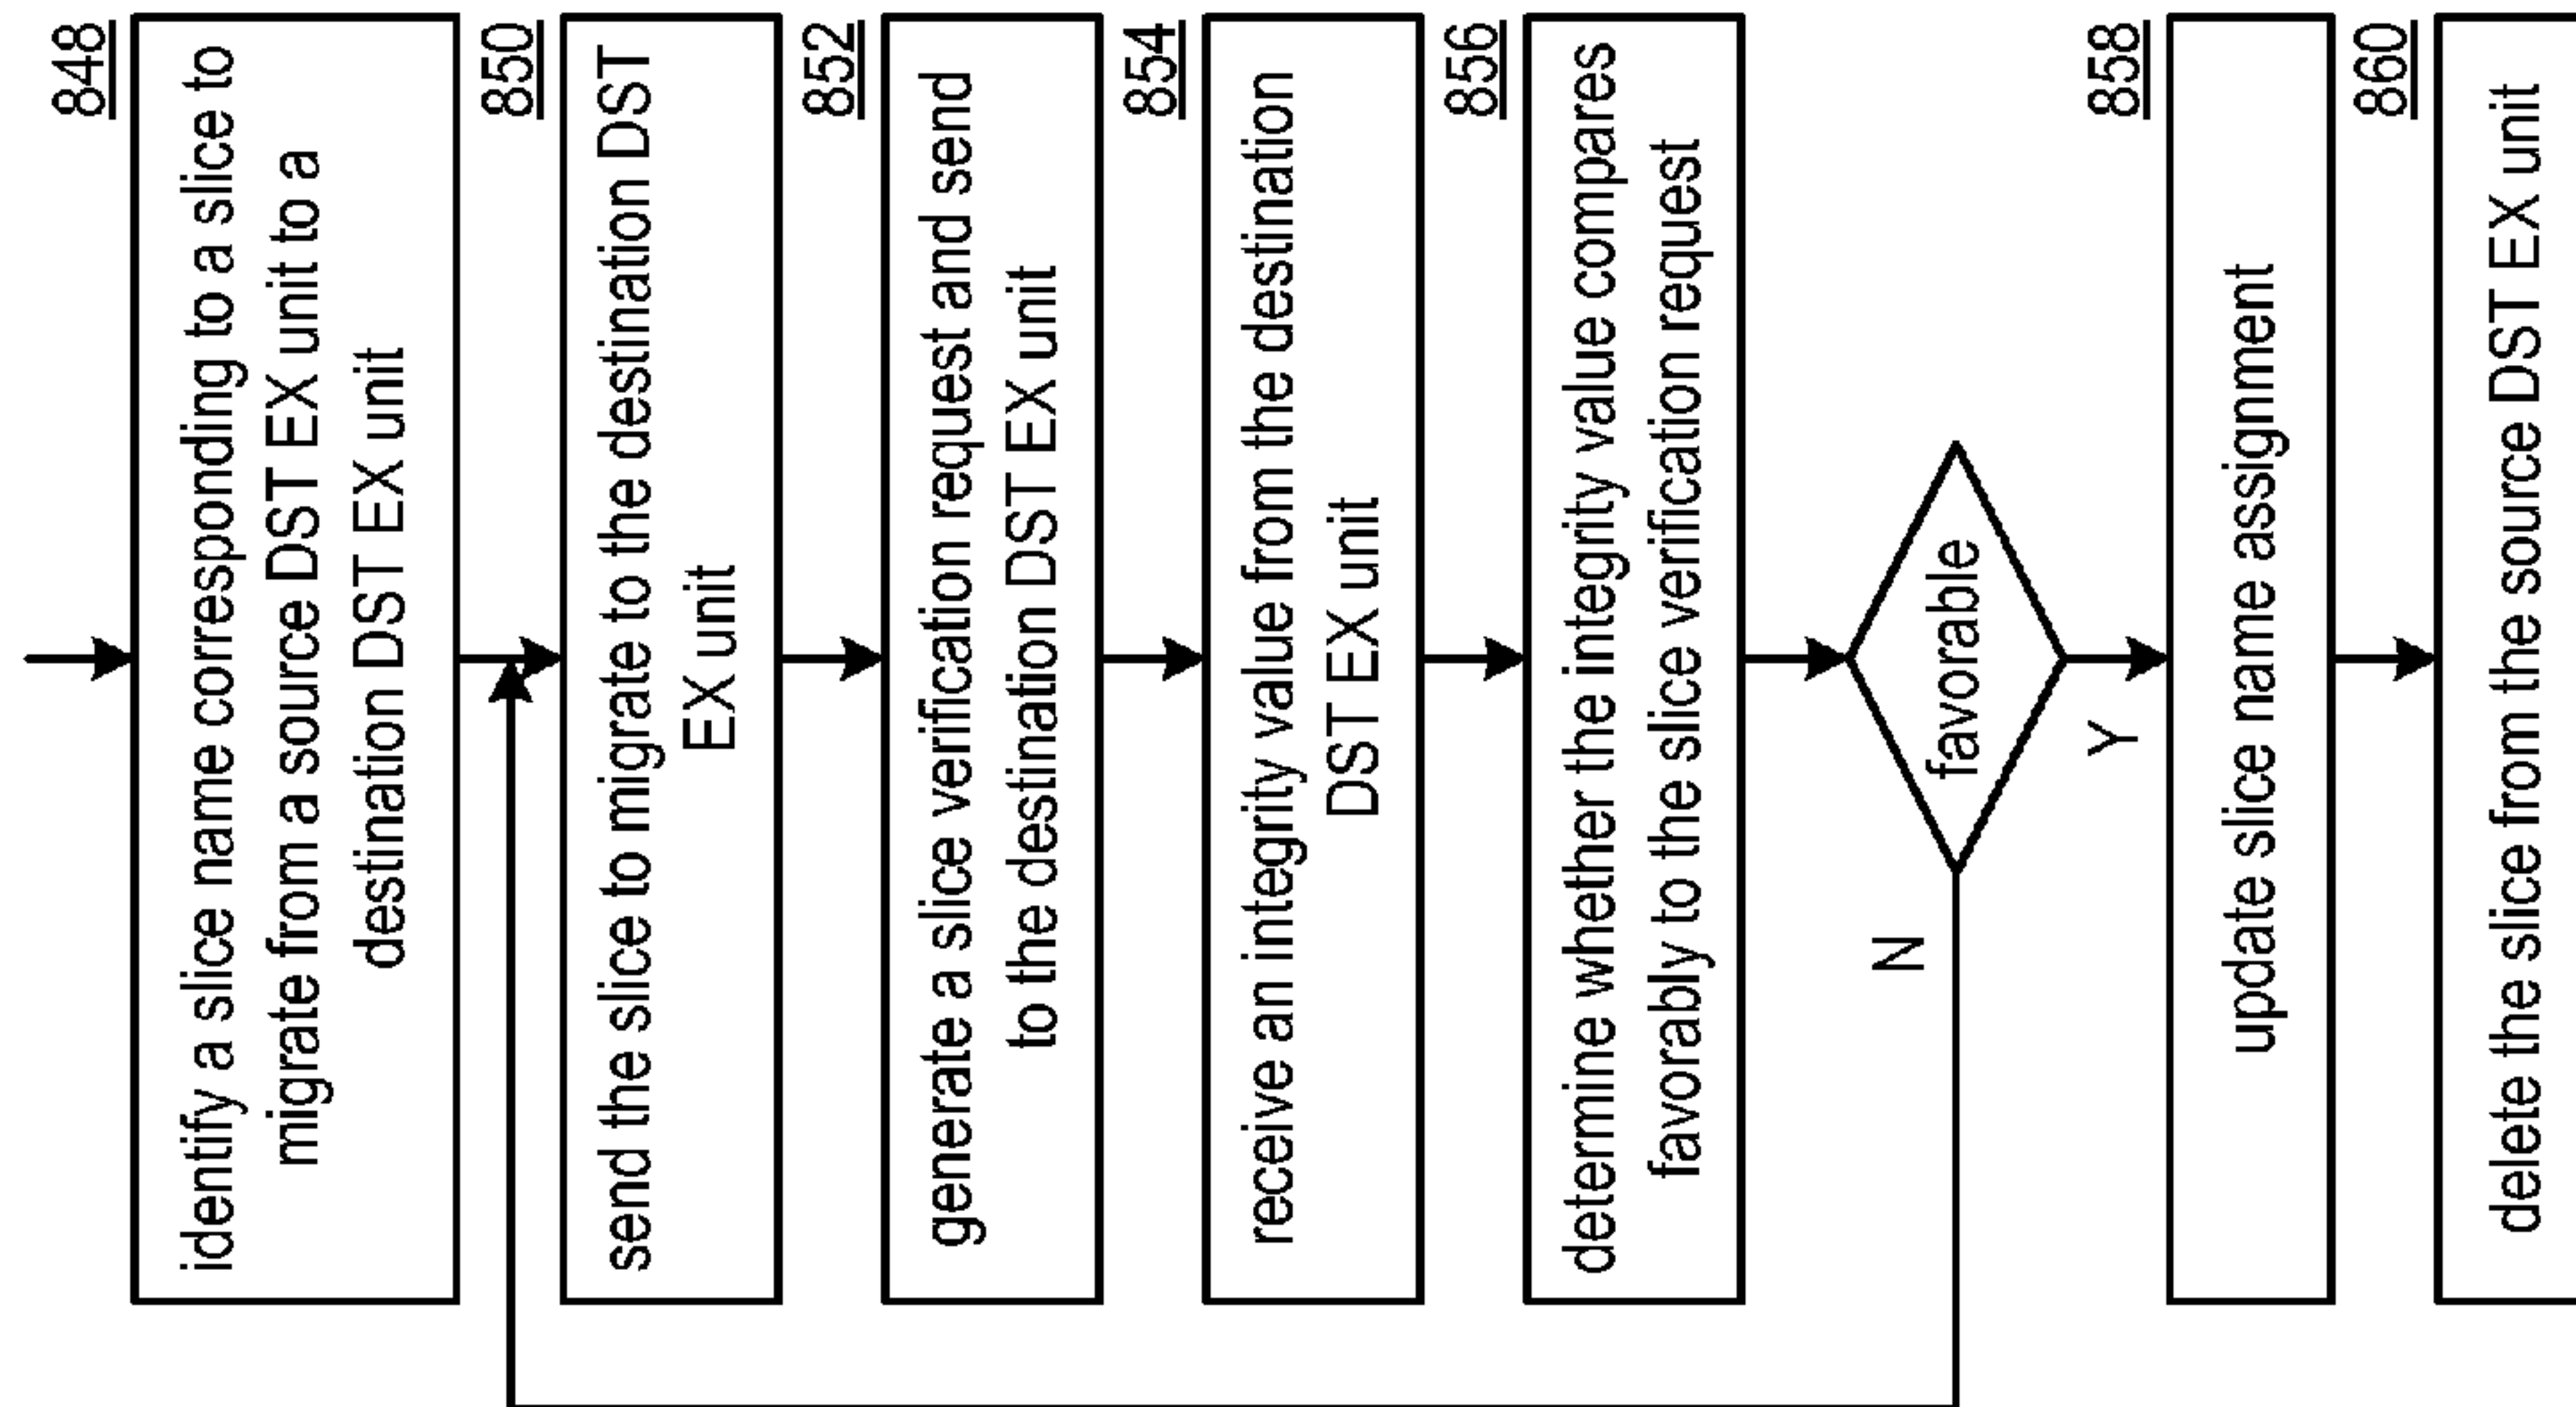 848
identify a slice name corresponding to a slice to
migrate from a source DST EX unit to a
destination DST EX unit
850
send the slice to migrate to the destination DST
EX unit
852
generate a slice verification request and send
to the destination DST EX unit
854
receive an integrity value from the destination
DST EX unit
856
determine whether the integrity value compares
favorably to the slice verification request
favorable
N
Y
858
update slice name assignment
860
delete the slice from the source DST EX unit